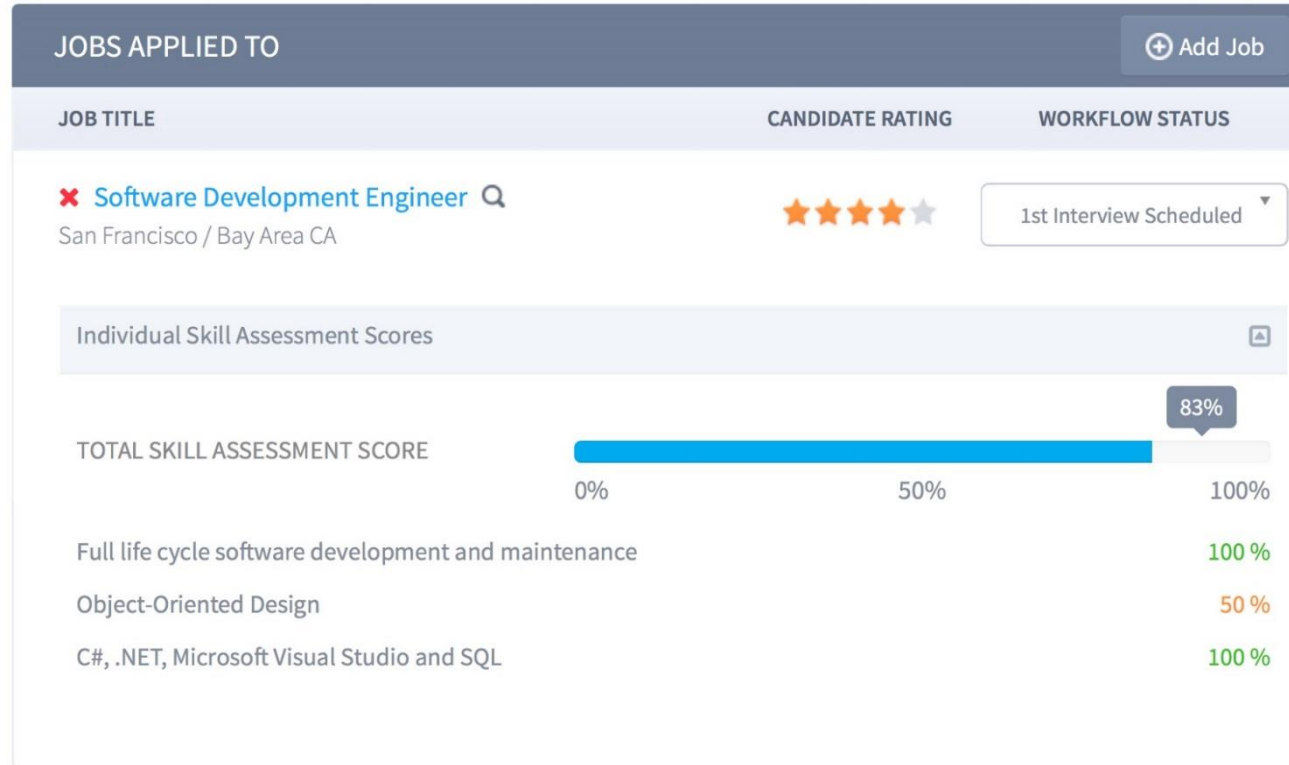 JOBS APPLIED TO
Add Job
JOB TITLE CANDIDATE RATING WORKFLOW STATUS
Software Development Engineer
San Francisco / Bay Area CA
1st Interview Scheduled
Individual Skill Assessment Scores
83%
TOTAL SKILL ASSESSMENT SCORE
0% 50% 100%
Full life cycle software development and maintenance 100 %
Object-Oriented Design 50 %
C#, .NET, Microsoft Visual Studio and SQL 100 %